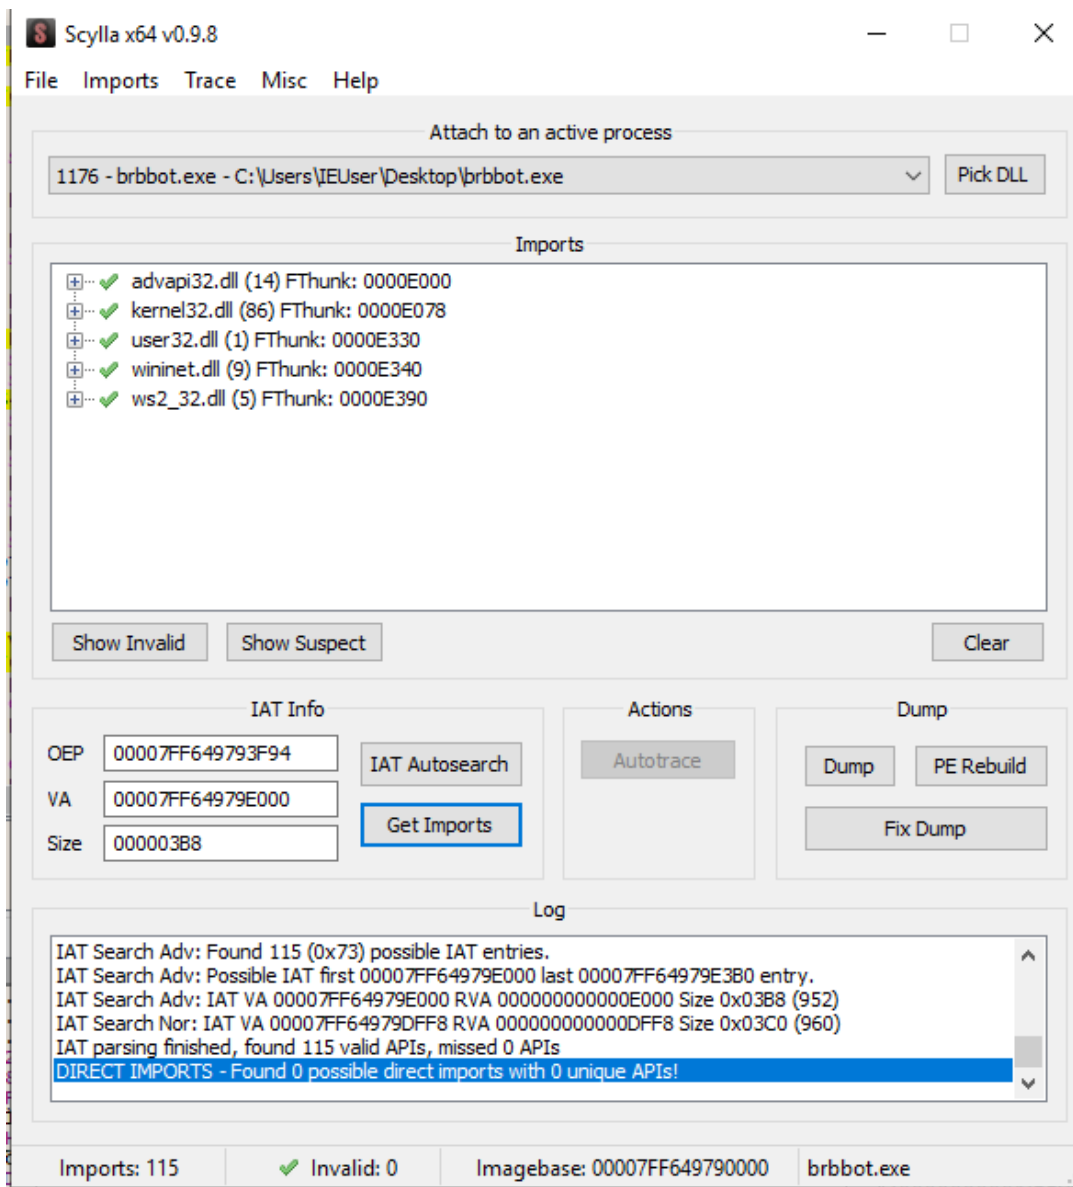 Scylla x64 v0.9.8
File Imports Trace Misc Help
Attach to an active process
1176 - brbbot.exe - C:\Users\IEUser\Desktop\brbbot.exe
Pick DLL
Imports
advapi32.dll (14) FThunk: 0000E000
kernel32.dll (86) FThunk: 0000E078
user32.dll (1) FThunk: 0000E330
wininet.dll (9) FThunk: 0000E340
ws2_32.dll (5) FThunk: 0000E390
Show Invalid Show Suspect Clear
IAT Info
OEP 00007FF649793F94
VA 00007FF64979E000
Size 000003B8
IAT Autosearch
Get Imports
Actions
Autotrace
Dump
Dump PE Rebuild
Fix Dump
Log
IAT Search Adv: Found 115 (0x73) possible IAT entries.
IAT Search Adv: Possible IAT first 00007FF64979E000 last 00007FF64979E3B0 entry.
IAT Search Adv: IAT VA 00007FF64979E000 RVA 000000000000E000 Size 0x03B8 (952)
IAT Search Nor: IAT VA 00007FF64979DFF8 RVA 000000000000DFF8 Size 0x03C0 (960)
IAT parsing finished, found 115 valid APIs, missed 0 APIs
DIRECT IMPORTS - Found 0 possible direct imports with 0 unique APIs!
Imports: 115 Invalid: 0 Imagebase: 00007FF649790000 brbbot.exe